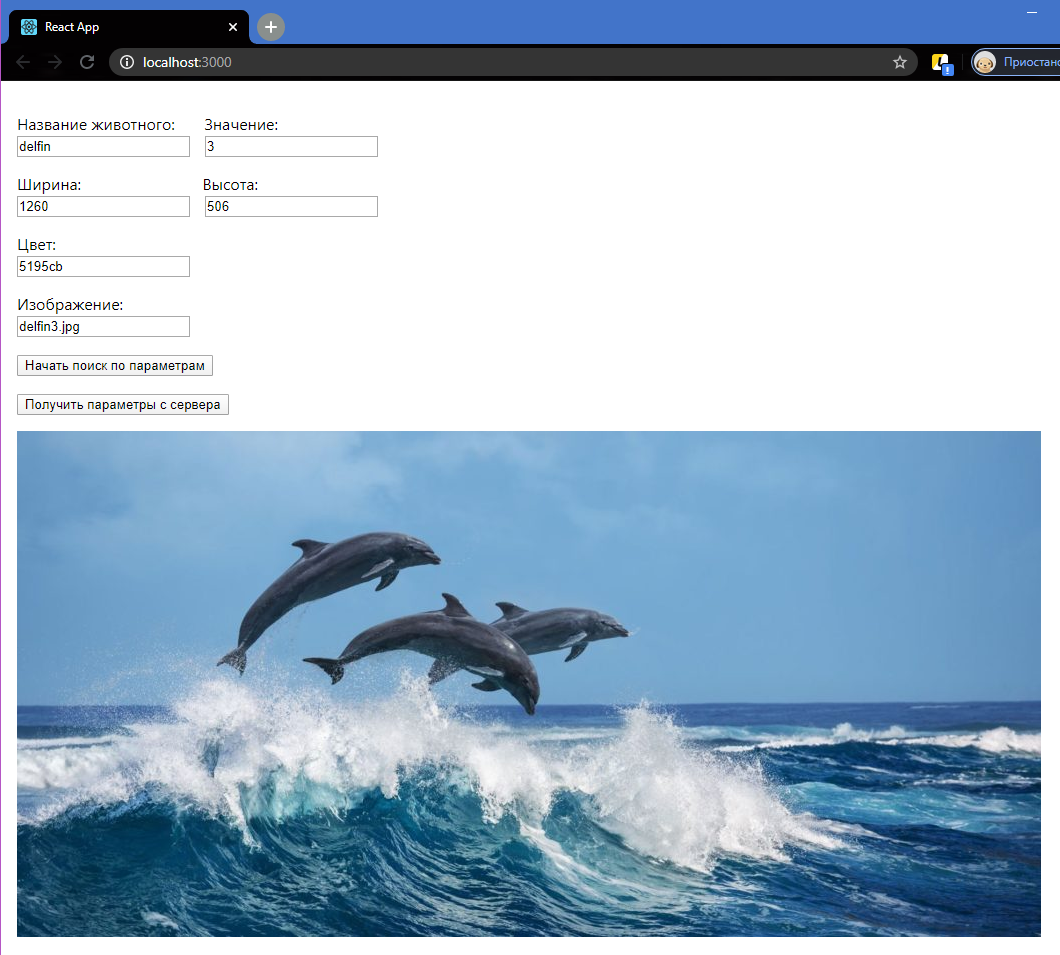 React App
localhost:3000
Название животного: Значение:
delfin 3
Ширина: Высота:
1260 506
Цвет:
5195cb
Изображение:
delfin3.jpg
Начать поиск по параметрам
Получить параметры с сервера